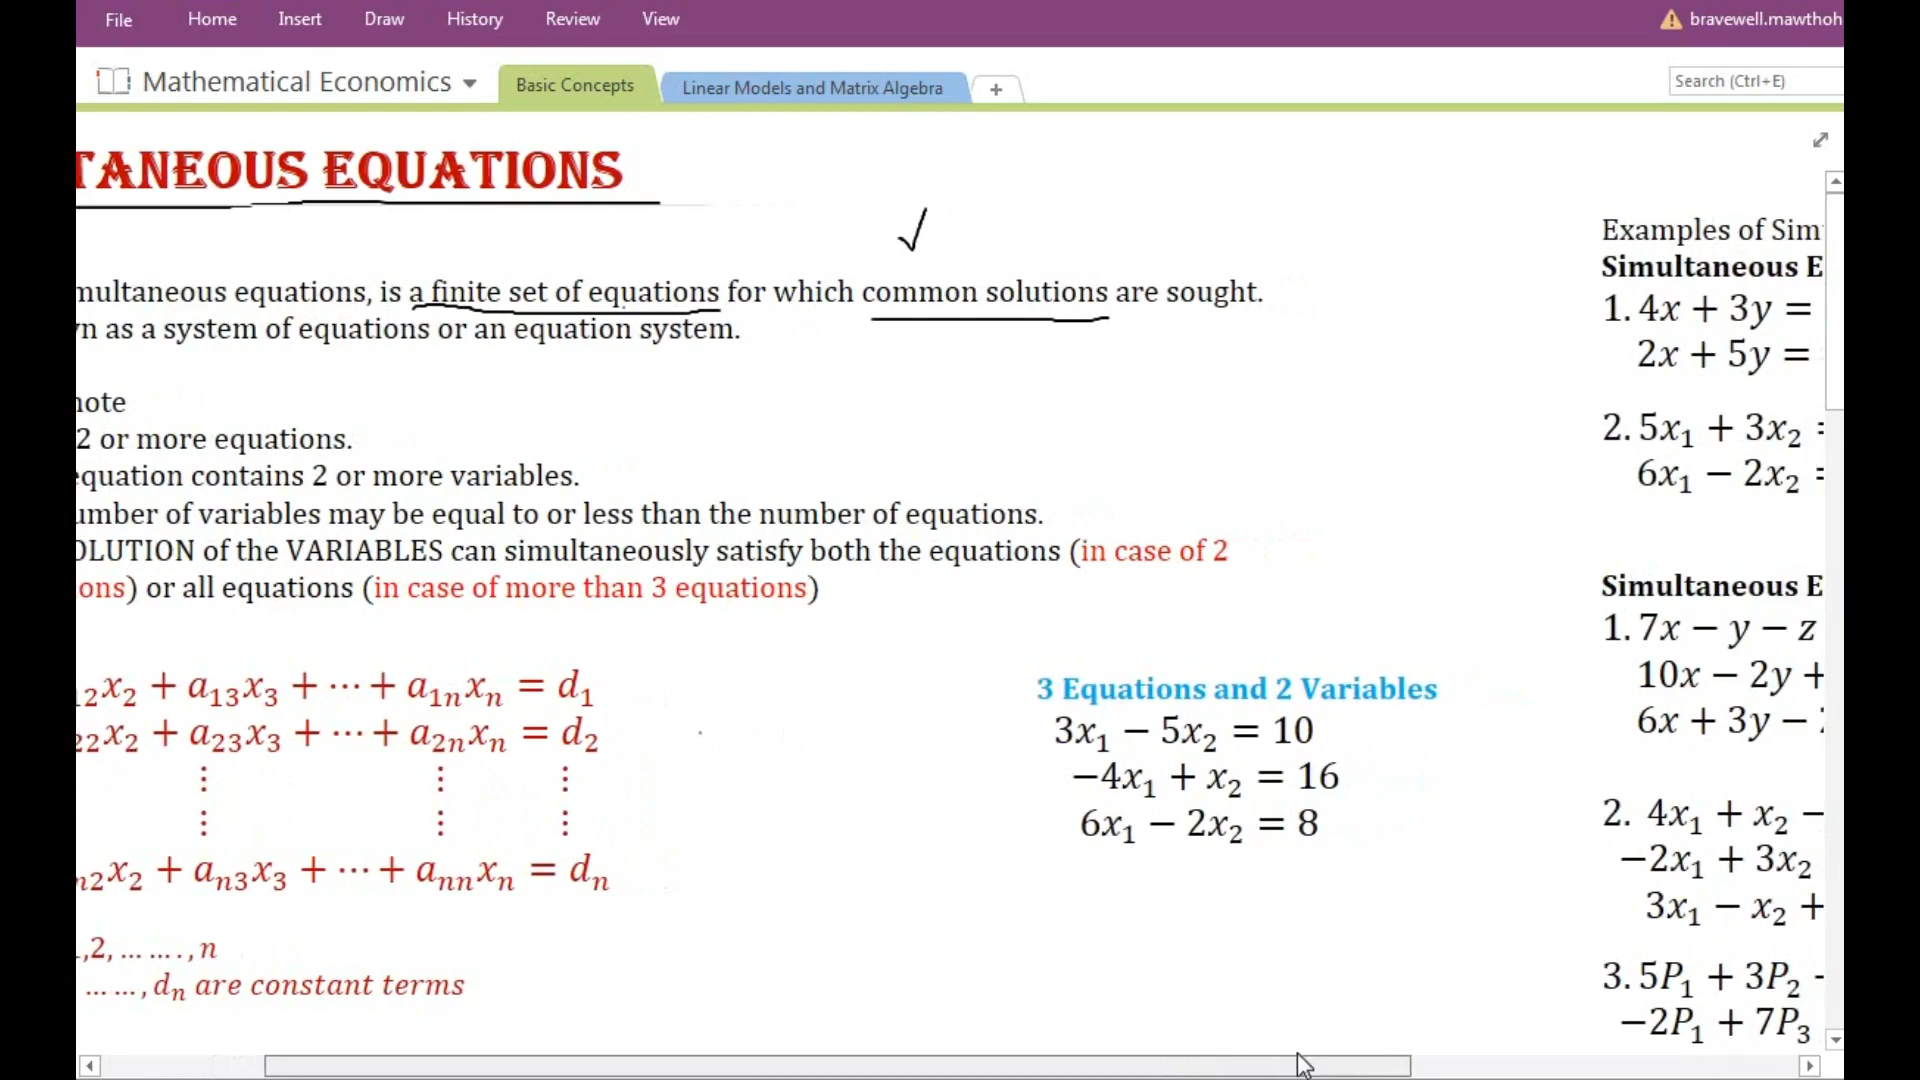 File Home Insert Draw History Review View bravewell.mawthoh
Mathematical Economics Basic Concepts Linear Models and Matrix Algebra + Search (Ctrl+E)
TANEOUS EQUATIONS
multaneous equations, is a finite set of equations for which common solutions are sought.
n as a system of equations or an equation system.
note
2 or more equations.
equation contains 2 or more variables.
umber of variables may be equal to or less than the number of equations.
OLUTION of the VARIABLES can simultaneously satisfy both the equations (in case of 2
ons) or all equations (in case of more than 3 equations)
₁₂x₂ + a₁₃x₃ + ⋯ + a₁ₙxₙ = d₁
₂₂x₂ + a₂₃x₃ + ⋯ + a₂ₙxₙ = d₂
⋮ ⋮ ⋮
⋮ ⋮ ⋮
ₙ₂x₂ + aₙ₃x₃ + ⋯ + aₙₙxₙ = dₙ
,2, … … . , n
… …, dₙ are constant terms
3 Equations and 2 Variables
3x₁ − 5x₂ = 10
−4x₁ + x₂ = 16
6x₁ − 2x₂ = 8
Examples of Sim
Simultaneous E
1. 4x + 3y =
2x + 5y =
2. 5x₁ + 3x₂ =
6x₁ − 2x₂ =
Simultaneous E
1. 7x − y − z
10x − 2y +
6x + 3y −
2. 4x₁ + x₂ −
−2x₁ + 3x₂
3x₁ − x₂ +
3. 5P₁ + 3P₂ -
−2P₁ + 7P₃